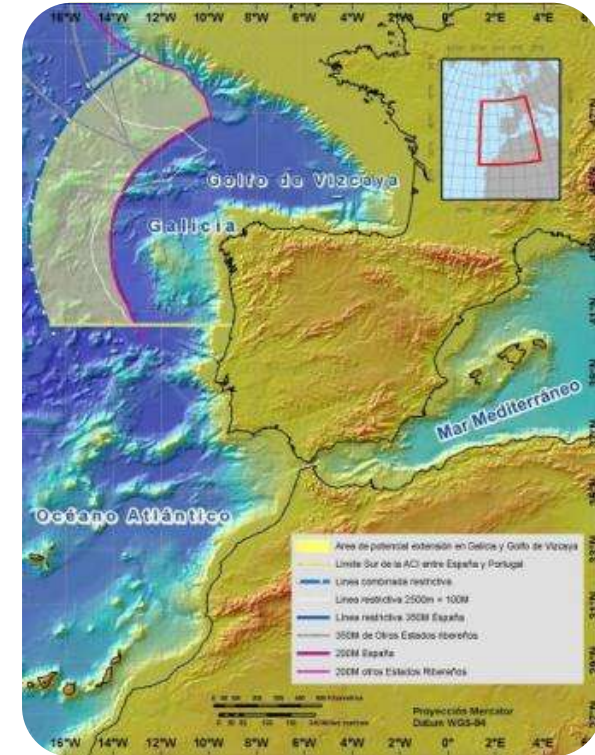 16°W 14°W 12°W 10°W 8°W 6°W 4°W 2°W 0° 2°E 4°E 6°
Golfo de Vizcaya
Galicia
Mar Mediterráneo
Océano Atlántico
Area de potencial extensión en Galicia y Golfo de Vizcaya
Límite Sur de la ACI entre España y Portugal
Línea combinada restrictiva
Línea restrictiva 2500m + 100M
Línea restrictiva 350M España
350M de Otros Estados ribereños
200M España
200M otros Estados Ribereños
Proyección Mercator
Datum WGS-84
16°W 14°W 12°W 10°W 8°W 6°W 4°W 2°W 0° 2°E 4°E 6°